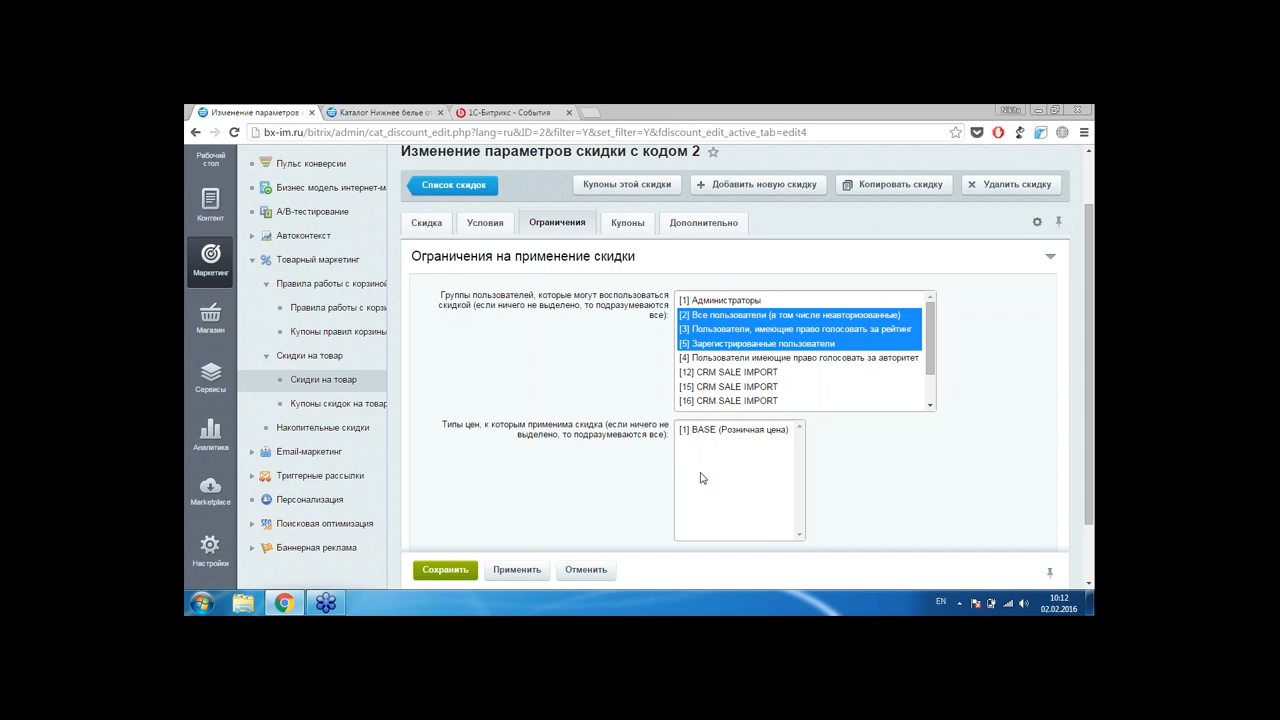 Изменение параметров с
Каталог Нижнее белье от
1С-Битрикс - События
bx-im.ru/bitrix/admin/cat_discount_edit.php?lang=ru&ID=2&filter=Y&set_filter=Y&fdiscount_edit_active_tab=edit4
Рабочий
стол
Контент
Маркетинг
Магазин
Сервисы
Аналитика
Marketplace
Настройки
Пульс конверсии
Бизнес модель интернет-м
A/B-тестирование
Автоконтекст
Товарный маркетинг
Правила работы с корзиной
Правила работы с корз
Купоны правил корзины
Скидки на товар
Скидки на товар
Купоны скидок на товар
Накопительные скидки
Email-маркетинг
Триггерные рассылки
Персонализация
Поисковая оптимизация
Баннерная реклама
Изменение параметров скидки с кодом 2
Список скидок
Купоны этой скидки
Добавить новую скидку
Копировать скидку
Удалить скидку
Скидка
Условия
Ограничения
Купоны
Дополнительно
Ограничения на применение скидки
Группы пользователей, которые могут воспользоваться
скидкой (если ничего не выделено, то подразумеваются
все):
[1] Администраторы
[2] Все пользователи (в том числе неавторизованные)
[3] Пользователи, имеющие право голосовать за рейтинг
[5] Зарегистрированные пользователи
[4] Пользователи имеющие право голосовать за авторитет
[12] CRM SALE IMPORT
[15] CRM SALE IMPORT
[16] CRM SALE IMPORT
Типы цен, к которым применима скидка (если ничего не
выделено, то подразумеваются все):
[1] BASE (Розничная цена)
Сохранить
Применить
Отменить
EN
10:12
02.02.2016